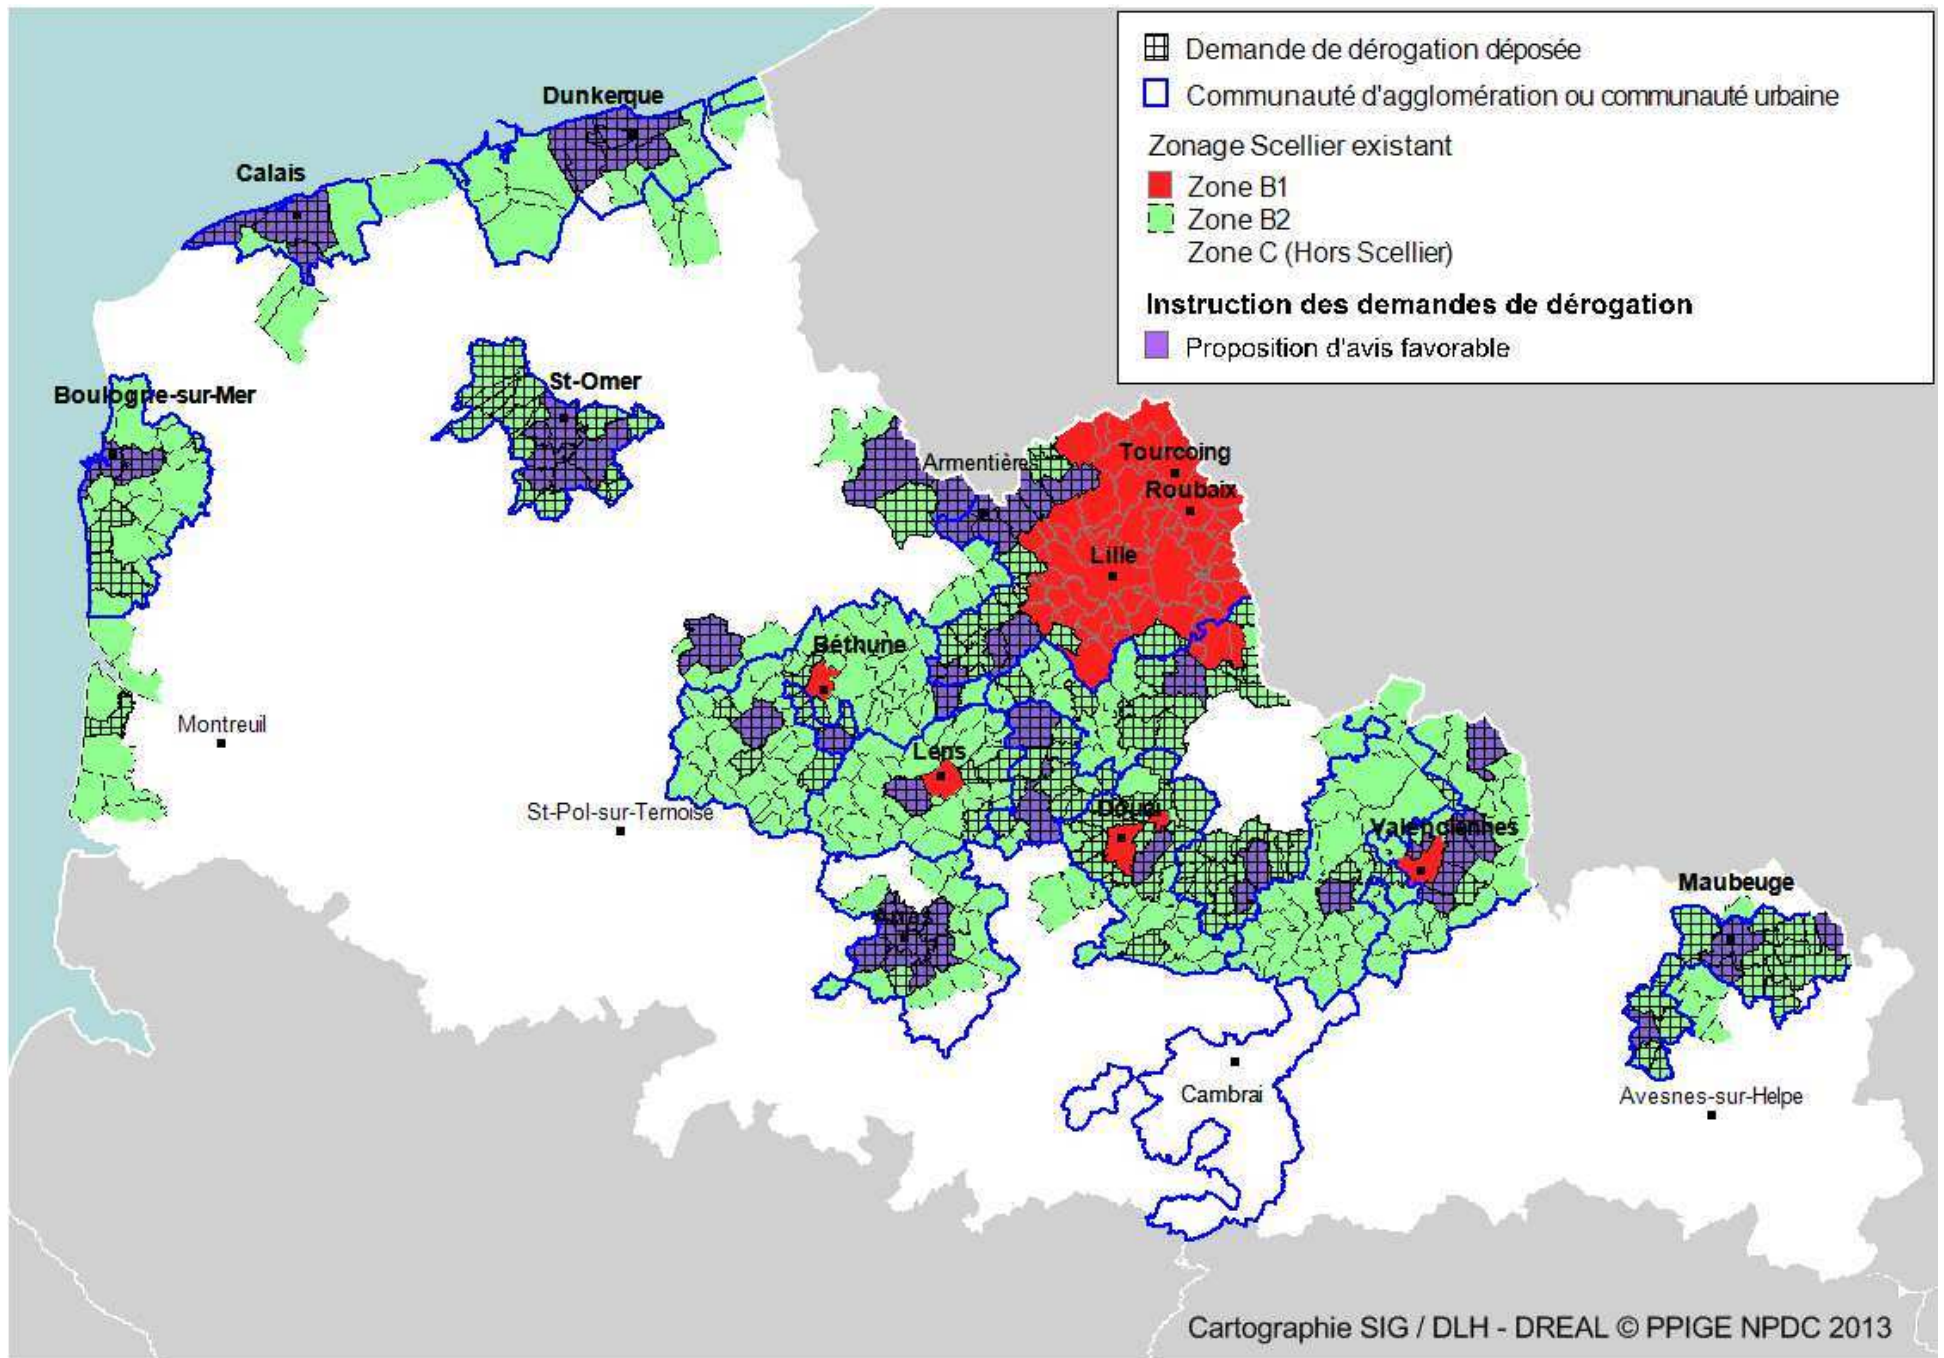 Demande de dérogation déposée
Communauté d'agglomération ou communauté urbaine
Zonage Scellier existant
Zone B1
Zone B2
Zone C (Hors Scellier)
Instruction des demandes de dérogation
Proposition d'avis favorable
Dunkerque
Calais
Boulogne-sur-Mer
St-Omer
Armentières
Tourcoing
Roubaix
Lille
Béthune
Montreuil
Lens
St-Pol-sur-Ternoise
Douai
Valenciennes
Maubeuge
Arras
Cambrai
Avesnes-sur-Helpe
Cartographie SIG / DLH - DREAL © PPIGE NPDC 2013